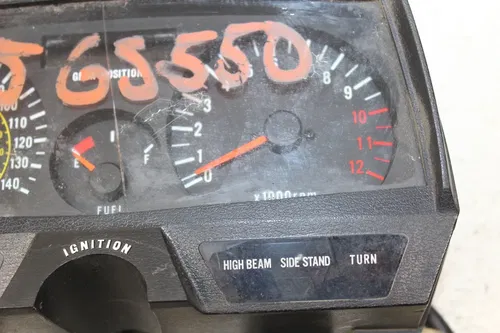 GS550
GEAR POSITION
3 4 5 6 7 8 9 10 11 12
2
1
0
100
110
120
130
140
E F
FUEL
x1000rpm
IGNITION
HIGH BEAM SIDE STAND TURN